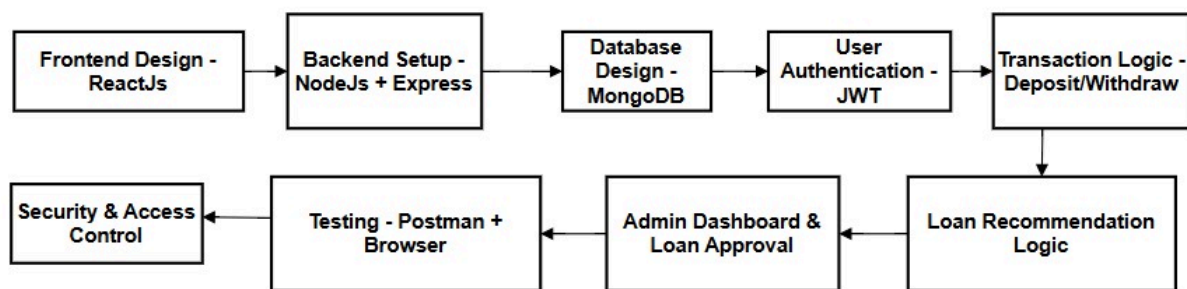 Frontend Design -
ReactJs
Backend Setup -
NodeJs + Express
Database
Design -
MongoDB
User
Authentication -
JWT
Transaction Logic -
Deposit/Withdraw
Loan Recommendation
Logic
Admin Dashboard &
Loan Approval
Testing - Postman +
Browser
Security & Access
Control